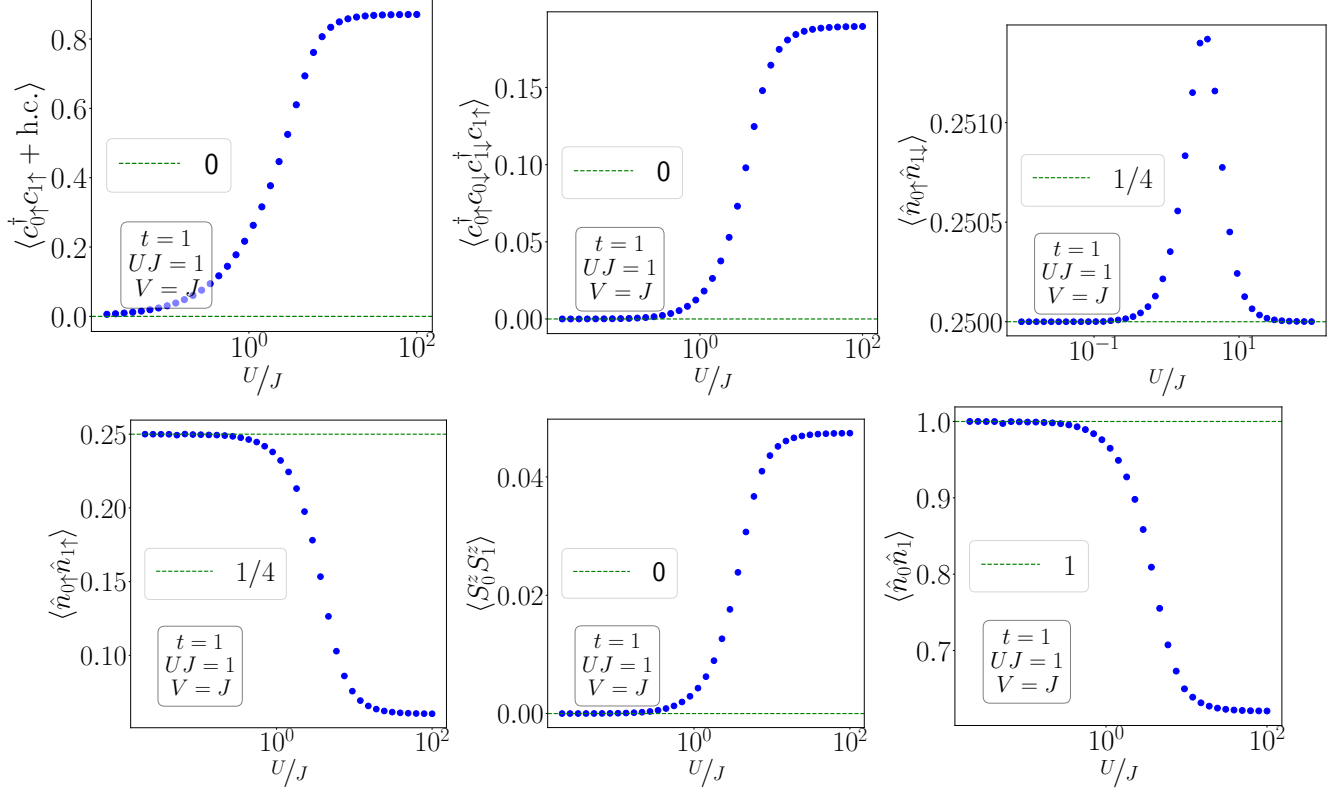 ⟨c†0↑c1↑ + h.c.⟩
0.8
0.6
0.4
0.2
0.0
0
t = 1
UJ = 1
V = J
10^0
10^2
U/J
⟨c†0↑c0↓c†1↓c1↑⟩
0.15
0.10
0.05
0.00
0
t = 1
UJ = 1
V = J
10^0
10^2
U/J
⟨n̂0↑n̂1↓⟩
0.2510
0.2505
0.2500
1/4
t = 1
UJ = 1
V = J
10^−1
10^1
U/J
⟨n̂0↑n̂1↑⟩
0.25
0.20
0.15
0.10
1/4
t = 1
UJ = 1
V = J
10^0
10^2
U/J
⟨S^z_0S^z_1⟩
0.04
0.02
0.00
0
t = 1
UJ = 1
V = J
10^0
10^2
U/J
⟨n̂0n̂1⟩
1.0
0.9
0.8
0.7
1
t = 1
UJ = 1
V = J
10^0
10^2
U/J